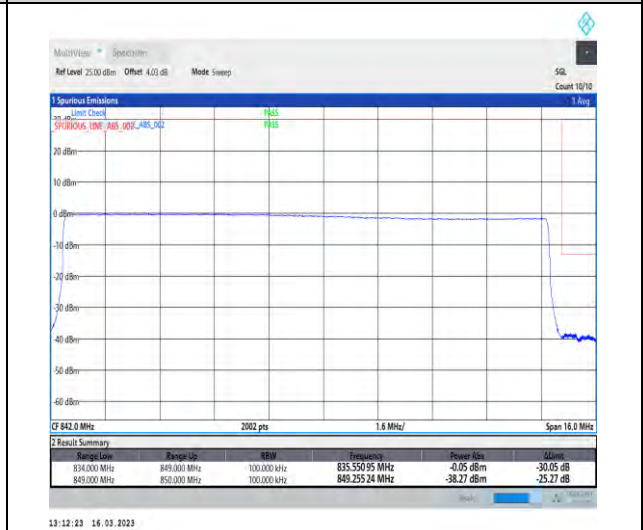 MultiView Spectrum
Ref Level 25.00 dBm Offset 4.03 dB Mode Sweep SGL
Count 10/10
1 Spurious Emissions 1 Avg
Limit Check PASS
_SPURIOUS_LINE_ABS_002 PASS
20 dBm
10 dBm
0 dBm
-10 dBm
-20 dBm
-30 dBm
-40 dBm
-50 dBm
-60 dBm
CF 842.0 MHz 2002 pts 1.6 MHz/ Span 16.0 MHz
2 Result Summary
Range Low Range Up RBW Frequency Power Abs ΔLimit
834.000 MHz 849.000 MHz 100.000 kHz 835.55095 MHz -0.05 dBm -30.05 dB
849.000 MHz 850.000 MHz 100.000 kHz 849.25524 MHz -38.27 dBm -25.27 dB
13:12:23 16.03.2023